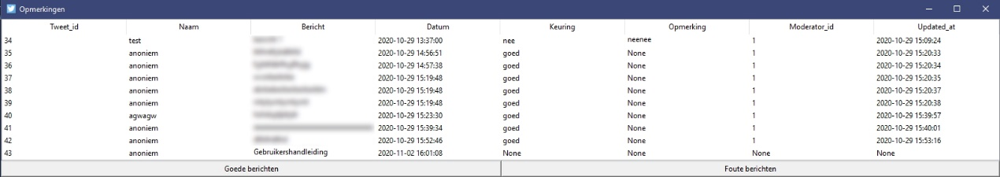 Opmerkingen
Tweet_id Naam Bericht Datum Keuring Opmerking Moderator_id Updated_at
34 test 2020-10-29 13:37:00 nee neenee 1 2020-10-29 15:09:24
35 anoniem 2020-10-29 14:56:51 goed None 1 2020-10-29 15:20:33
36 anoniem 2020-10-29 14:57:38 goed None 1 2020-10-29 15:20:34
37 anoniem 2020-10-29 15:19:48 goed None 1 2020-10-29 15:20:35
38 anoniem 2020-10-29 15:19:48 goed None 1 2020-10-29 15:20:37
39 anoniem 2020-10-29 15:19:48 goed None 1 2020-10-29 15:20:38
40 agwagw 2020-10-29 15:23:30 goed None 1 2020-10-29 15:39:57
41 anoniem 2020-10-29 15:39:34 goed None 1 2020-10-29 15:40:01
42 anoniem 2020-10-29 15:52:46 goed None 1 2020-10-29 15:53:16
43 anoniem Gebruikershandleiding 2020-11-02 16:01:08 None None None None
Goede berichten Foute berichten